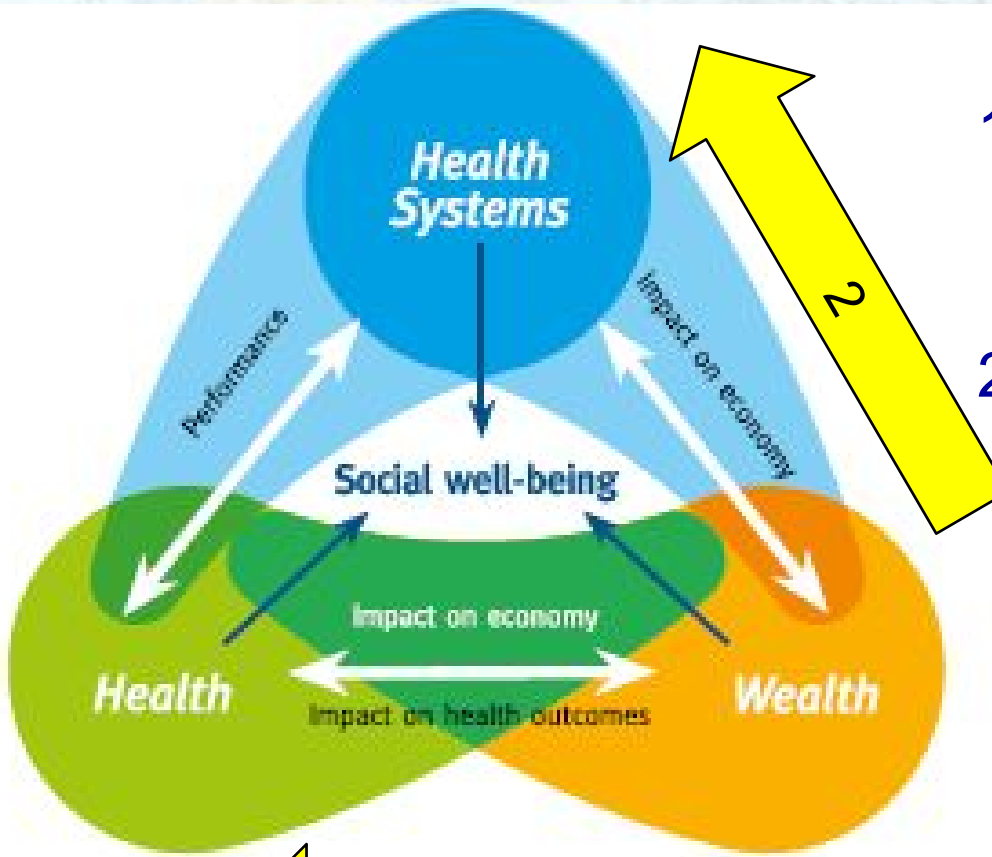 Health
Systems
Performance
impact on economy
2
Social well-being
Impact on economy
Health
Wealth
Impact on health outcomes
2